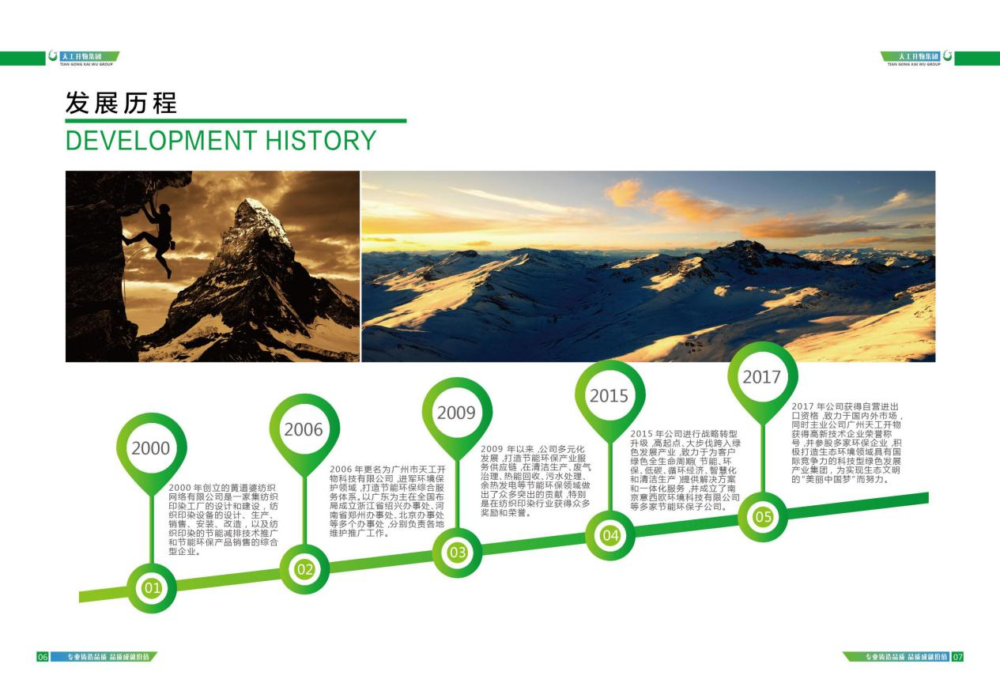 天工开物集团
TIAN GONG KAI WU GROUP
天工开物集团
TIAN GONG KAI WU GROUP
发展历程
DEVELOPMENT HISTORY
2000
2000 年创立的黄道婆纺织
网络有限公司是一家集纺织
印染工厂的设计和建设，纺
织印染设备的设计、生产、
销售、安装、改造，以及纺
织印染的节能减排技术推广
和节能环保产品销售的综合
型企业。
01
2006
2006 年更名为广州市天工开
物科技有限公司，进军环境保
护领域，打造节能环保综合服
务体系。以广东为主在全国布
局成立浙江省绍兴办事处、河
南省郑州办事处、北京办事处
等多个办事处，分别负责各地
维护推广工作。
02
2009
2009 年以来，公司多元化
发展，打造节能环保产业服
务供应链，在清洁生产、废气
治理、热能回收、污水处理、
余热发电等节能环保领域做
出了众多突出的贡献，特别
是在纺织印染行业获得众多
奖励和荣誉。
03
2015
2015 年公司进行战略转型
升级，高起点、大步伐跨入绿
色发展产业，致力于为客户
绿色全生命周期（节能、环
保、低碳、循环经济、智慧化
和清洁生产）提供解决方案
和一体化服务，并成立了南
京意西欧环境科技有限公司
等多家节能环保子公司。
04
2017
2017 年公司获得自营进出
口资格，致力于国内外市场，
同时主业公司广州天工开物
获得高新技术企业荣誉称
号，并参股多家环保企业，积
极打造生态环境领域具有国
际竞争力的科技型绿色发展
产业集团，为实现生态文明
的“美丽中国梦”而努力。
05
06 专业铸造品质 品质成就价值
专业铸造品质 品质成就价值 07